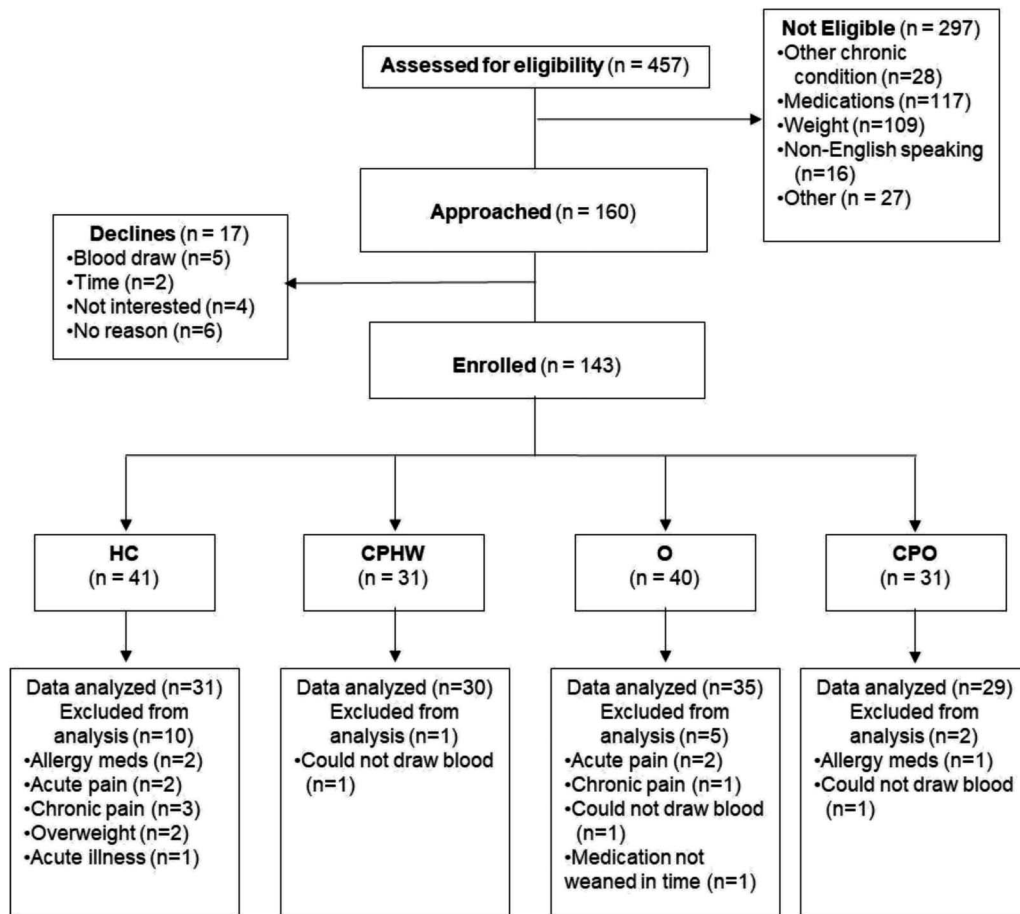 Assessed for eligibility (n = 457)
Not Eligible (n = 297)
•Other chronic
condition (n=28)
•Medications (n=117)
•Weight (n=109)
•Non-English speaking
(n=16)
•Other (n = 27)
Approached (n = 160)
Declines (n = 17)
•Blood draw (n=5)
•Time (n=2)
•Not interested (n=4)
•No reason (n=6)
Enrolled (n = 143)
HC
(n = 41)
CPHW
(n = 31)
O
(n = 40)
CPO
(n = 31)
Data analyzed (n=31)
Excluded from
analysis (n=10)
•Allergy meds (n=2)
•Acute pain (n=2)
•Chronic pain (n=3)
•Overweight (n=2)
•Acute illness (n=1)
Data analyzed (n=30)
Excluded from
analysis (n=1)
•Could not draw blood
(n=1)
Data analyzed (n=35)
Excluded from
analysis (n=5)
•Acute pain (n=2)
•Chronic pain (n=1)
•Could not draw blood
(n=1)
•Medication not
weaned in time (n=1)
Data analyzed (n=29)
Excluded from
analysis (n=2)
•Allergy meds (n=1)
•Could not draw blood
(n=1)